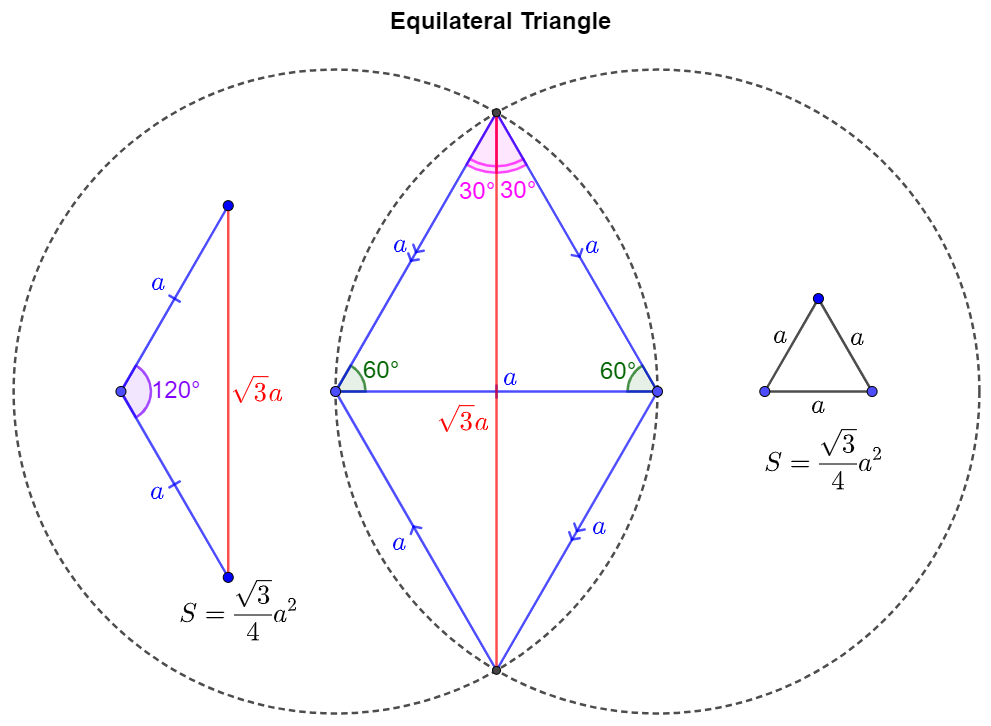 Equilateral Triangle
30° 30°
a
a
a
a
60°
60°
a
120°
√3a
a
a
√3a
a
a
a
S = √3/4 a²
a
a
S = √3/4 a²